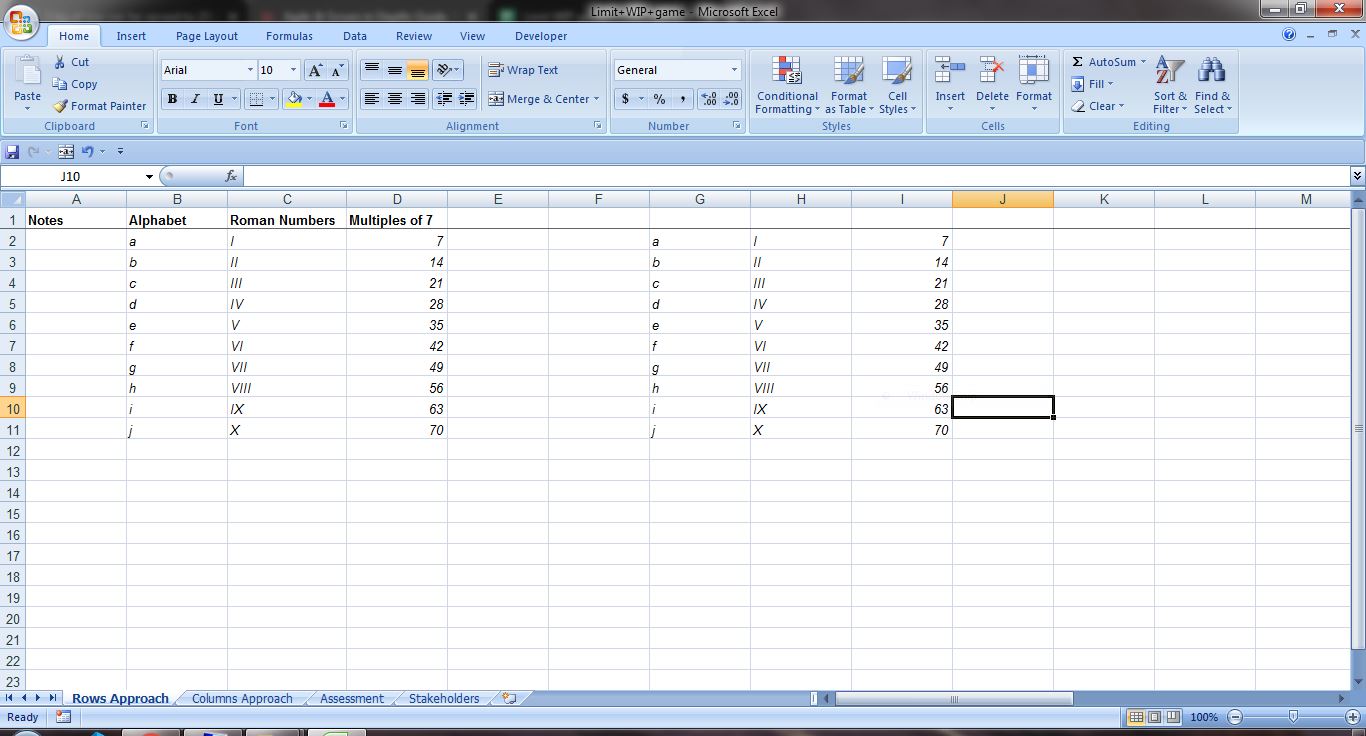 Limit+WIP+game - Microsoft Excel
Home Insert Page Layout Formulas Data Review View Developer
Paste Cut Copy Format Painter Clipboard
Arial 10 A A B I U A Font
Wrap Text Merge & Center Alignment
General $ % , .00 .00 Number
Conditional Formatting Format as Table Cell Styles Styles
Insert Delete Format Cells
Σ AutoSum Fill Clear Sort & Filter Find & Select Editing
J10 fx
A B C D E F G H I J K L M
1 Notes Alphabet Roman Numbers Multiples of 7
2 a I 7 a I 7
3 b II 14 b II 14
4 c III 21 c III 21
5 d IV 28 d IV 28
6 e V 35 e V 35
7 f VI 42 f VI 42
8 g VII 49 g VII 49
9 h VIII 56 h VIII 56
10 i IX 63 i IX 63
11 j X 70 j X 70
12
13
14
15
16
17
18
19
20
21
22
23
Rows Approach Columns Approach Assessment Stakeholders
Ready 100%